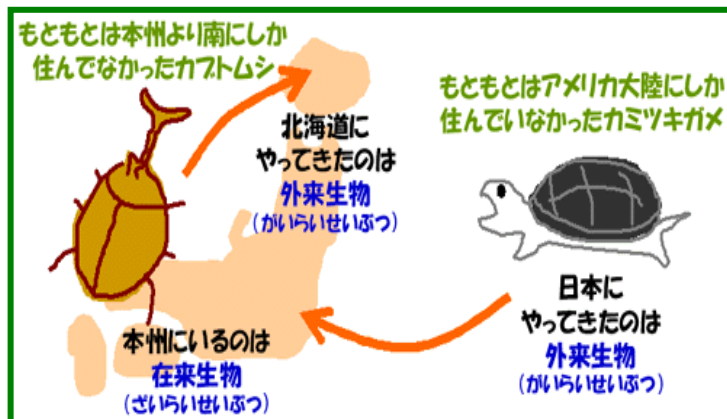 もともとは本州より南にしか
住んでなかったカブトムシ
北海道に
やってきたのは
外来生物
(がいらいせいぶつ)
本州にいるのは
在来生物
(ざいらいせいぶつ)
もともとはアメリカ大陸にしか
住んでいなかったカミツキガメ
日本に
やってきたのは
外来生物
(がいらいせいぶつ)